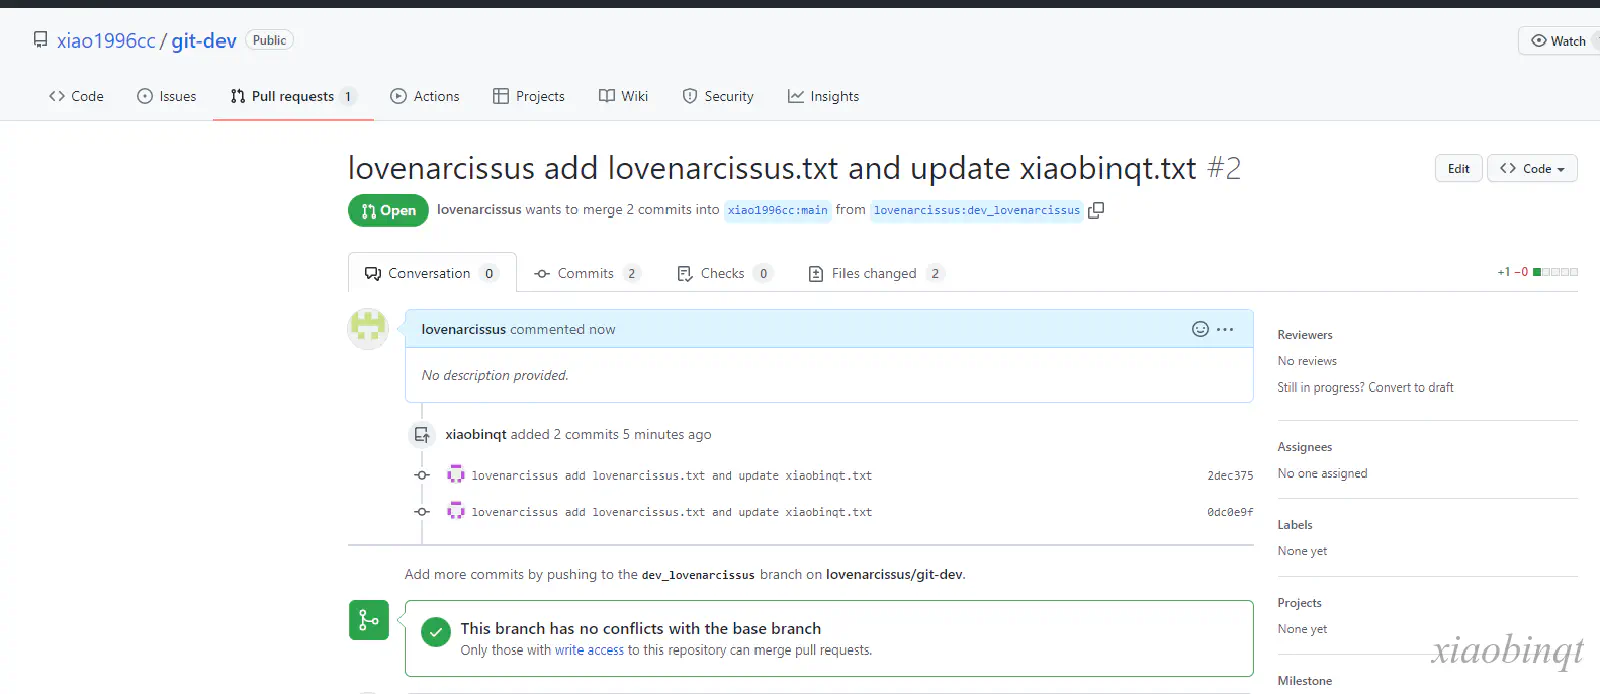 xiao1996cc / git-dev Public
Watch
Code Issues Pull requests 1 Actions Projects Wiki Security Insights
lovenarcissus add lovenarcissus.txt and update xiaobinqt.txt #2
Edit Code
Open lovenarcissus wants to merge 2 commits into xiao1996cc:main from lovenarcissus:dev_lovenarcissus
Conversation 0 Commits 2 Checks 0 Files changed 2
+1 −0
lovenarcissus commented now
No description provided.
xiaobinqt added 2 commits 5 minutes ago
lovenarcissus add lovenarcissus.txt and update xiaobinqt.txt 2dec375
lovenarcissus add lovenarcissus.txt and update xiaobinqt.txt 0dc0e9f
Add more commits by pushing to the dev_lovenarcissus branch on lovenarcissus/git-dev.
This branch has no conflicts with the base branch
Only those with write access to this repository can merge pull requests.
Reviewers
No reviews
Still in progress? Convert to draft
Assignees
No one assigned
Labels
None yet
Projects
None yet
Milestone
xiaobinqt